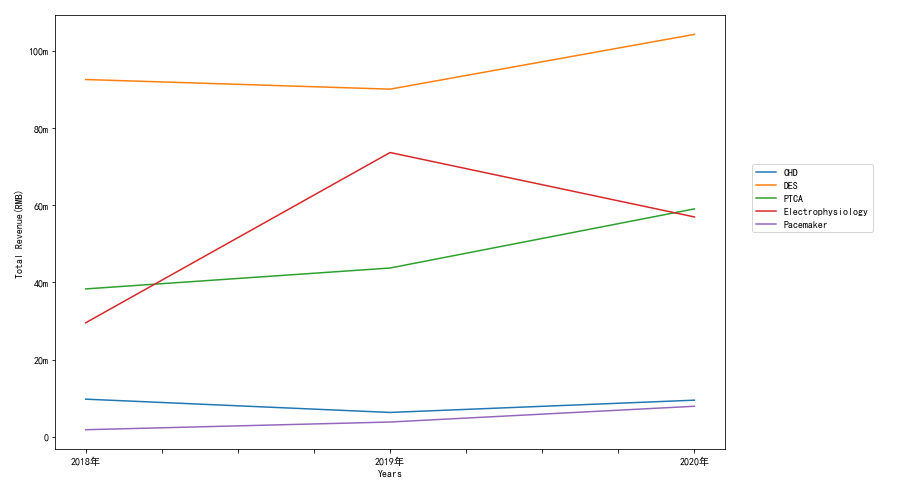 100m
80m
60m
40m
20m
0
Total Revenue(RMB)
2018年
2019年
2020年
Years
CHD
DES
PTCA
Electrophysiology
Pacemaker